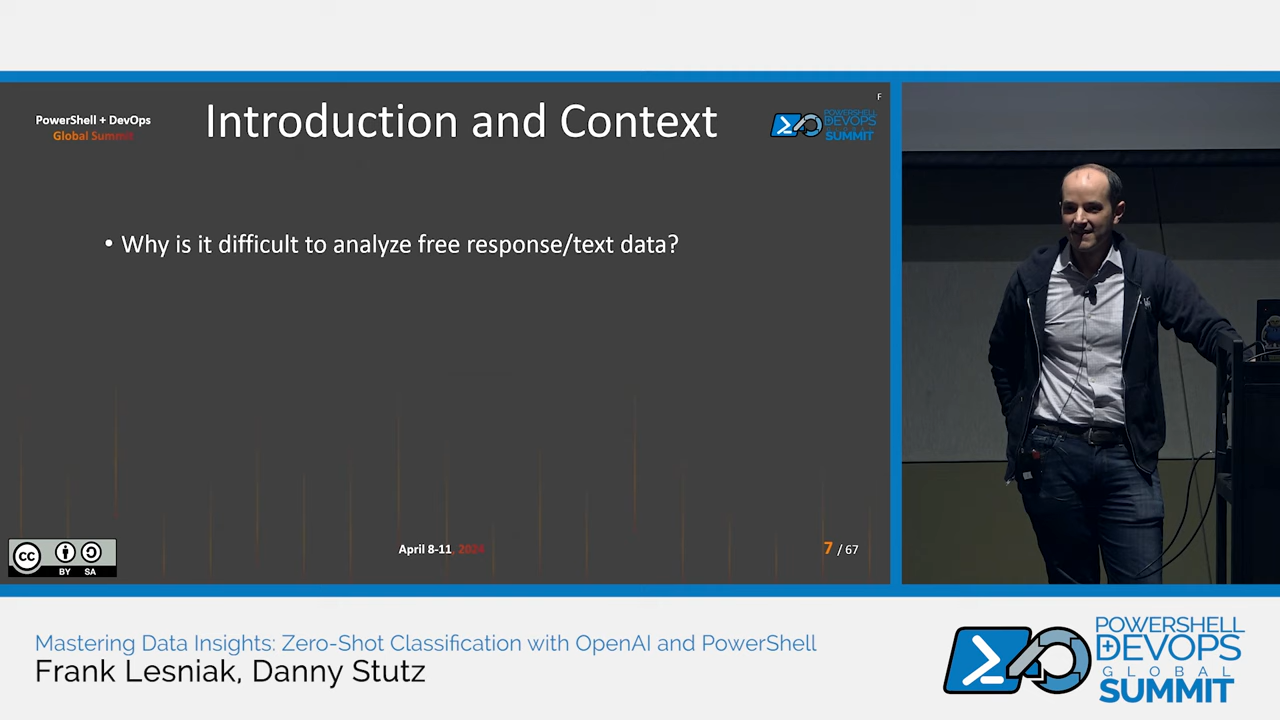 F
PowerShell + DevOps
Global Summit
Introduction and Context
POWERSHELL
DEVOPS
GLOBAL
SUMMIT
• Why is it difficult to analyze free response/text data?
CC
BY SA
April 8-11, 2024
7 / 67
Mastering Data Insights: Zero-Shot Classification with OpenAI and PowerShell
Frank Lesniak, Danny Stutz
POWERSHELL
DEVOPS
GLOBAL
SUMMIT